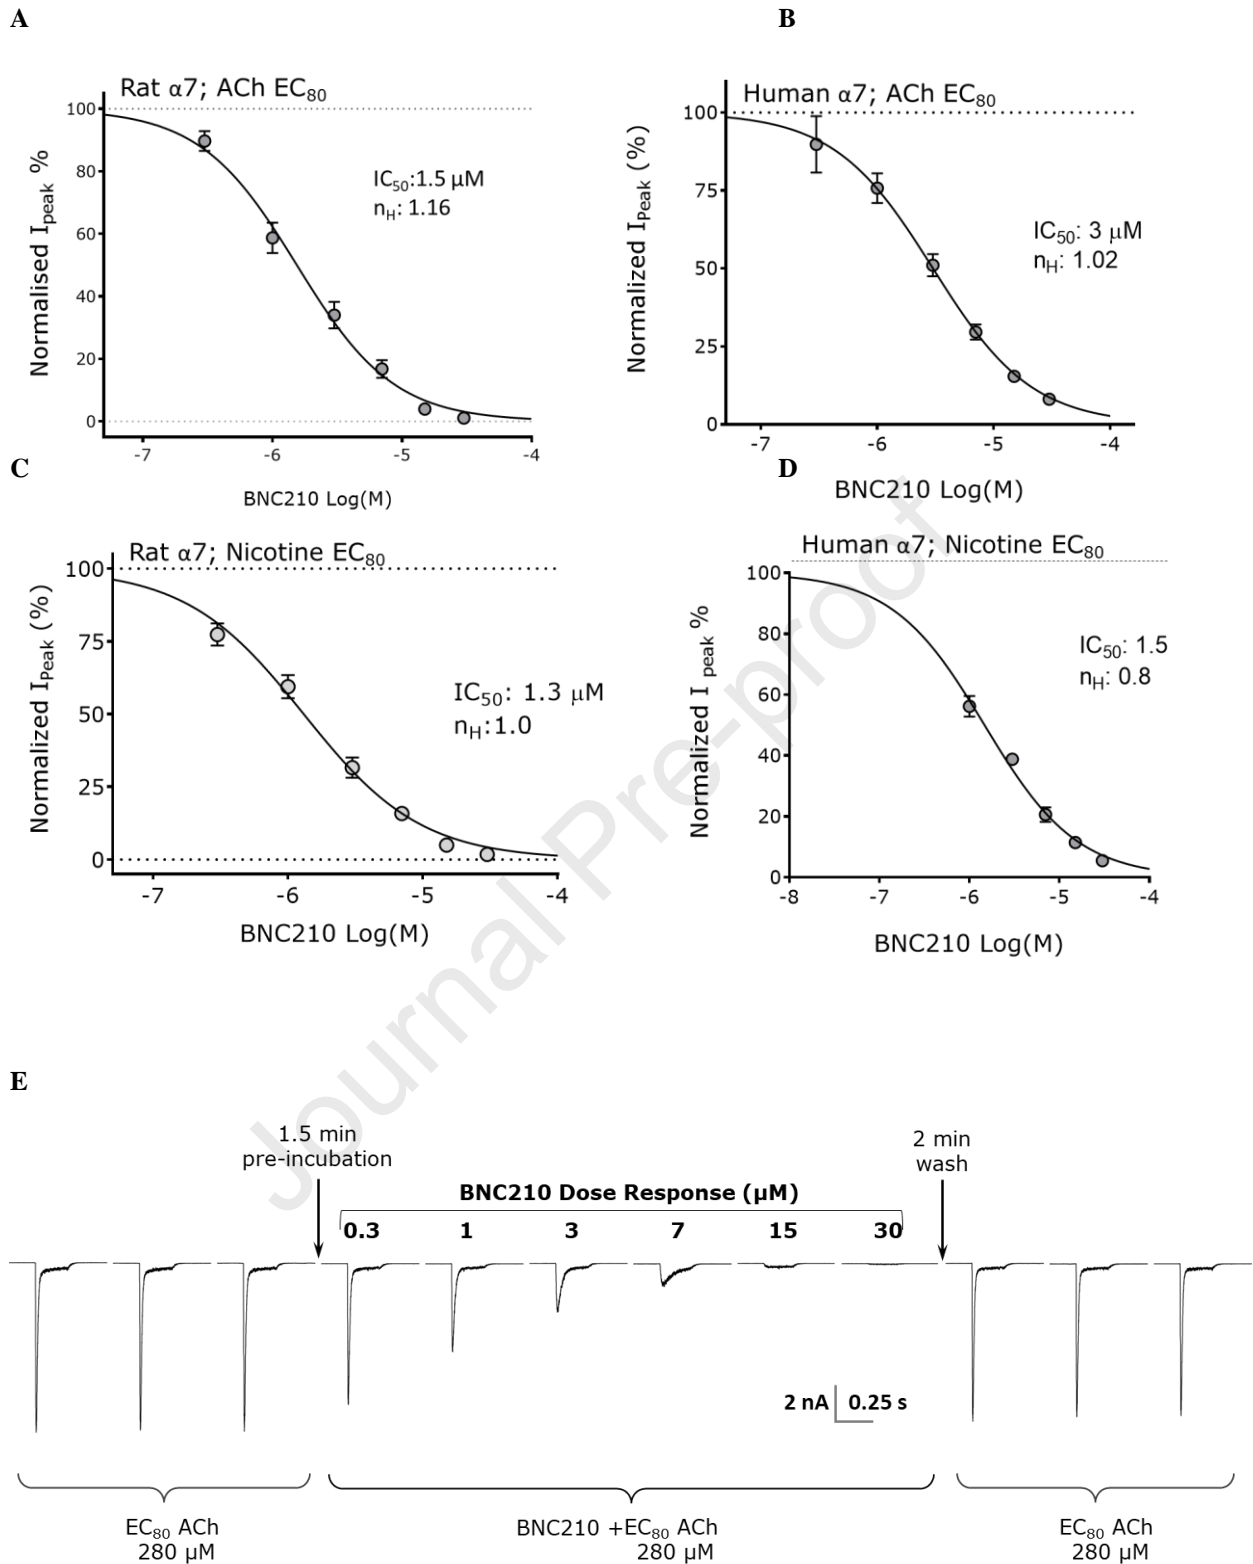 A
Rat α7; ACh EC80
Normalised IPeak %
100
80
60
40
20
0
IC50:1.5 µM
nH: 1.16
-7 -6 -5 -4
BNC210 Log(M)
B
Human α7; ACh EC80
Normalized IPeak (%)
100
75
50
25
0
IC50: 3 µM
nH: 1.02
-7 -6 -5 -4
BNC210 Log(M)
C
Rat α7; Nicotine EC80
Normalized IPeak (%)
100
75
50
25
0
IC50: 1.3 µM
nH:1.0
-7 -6 -5 -4
BNC210 Log(M)
D
Human α7; Nicotine EC80
Normalized I peak %
100
80
60
40
20
0
IC50: 1.5
nH: 0.8
-8 -7 -6 -5 -4
BNC210 Log(M)
Journal Pre-proof
E
1.5 min
pre-incubation
2 min
wash
BNC210 Dose Response (µM)
0.3 1 3 7 15 30
2 nA 0.25 s
EC80 ACh
280 µM
BNC210 +EC80 ACh
280 µM
EC80 ACh
280 µM